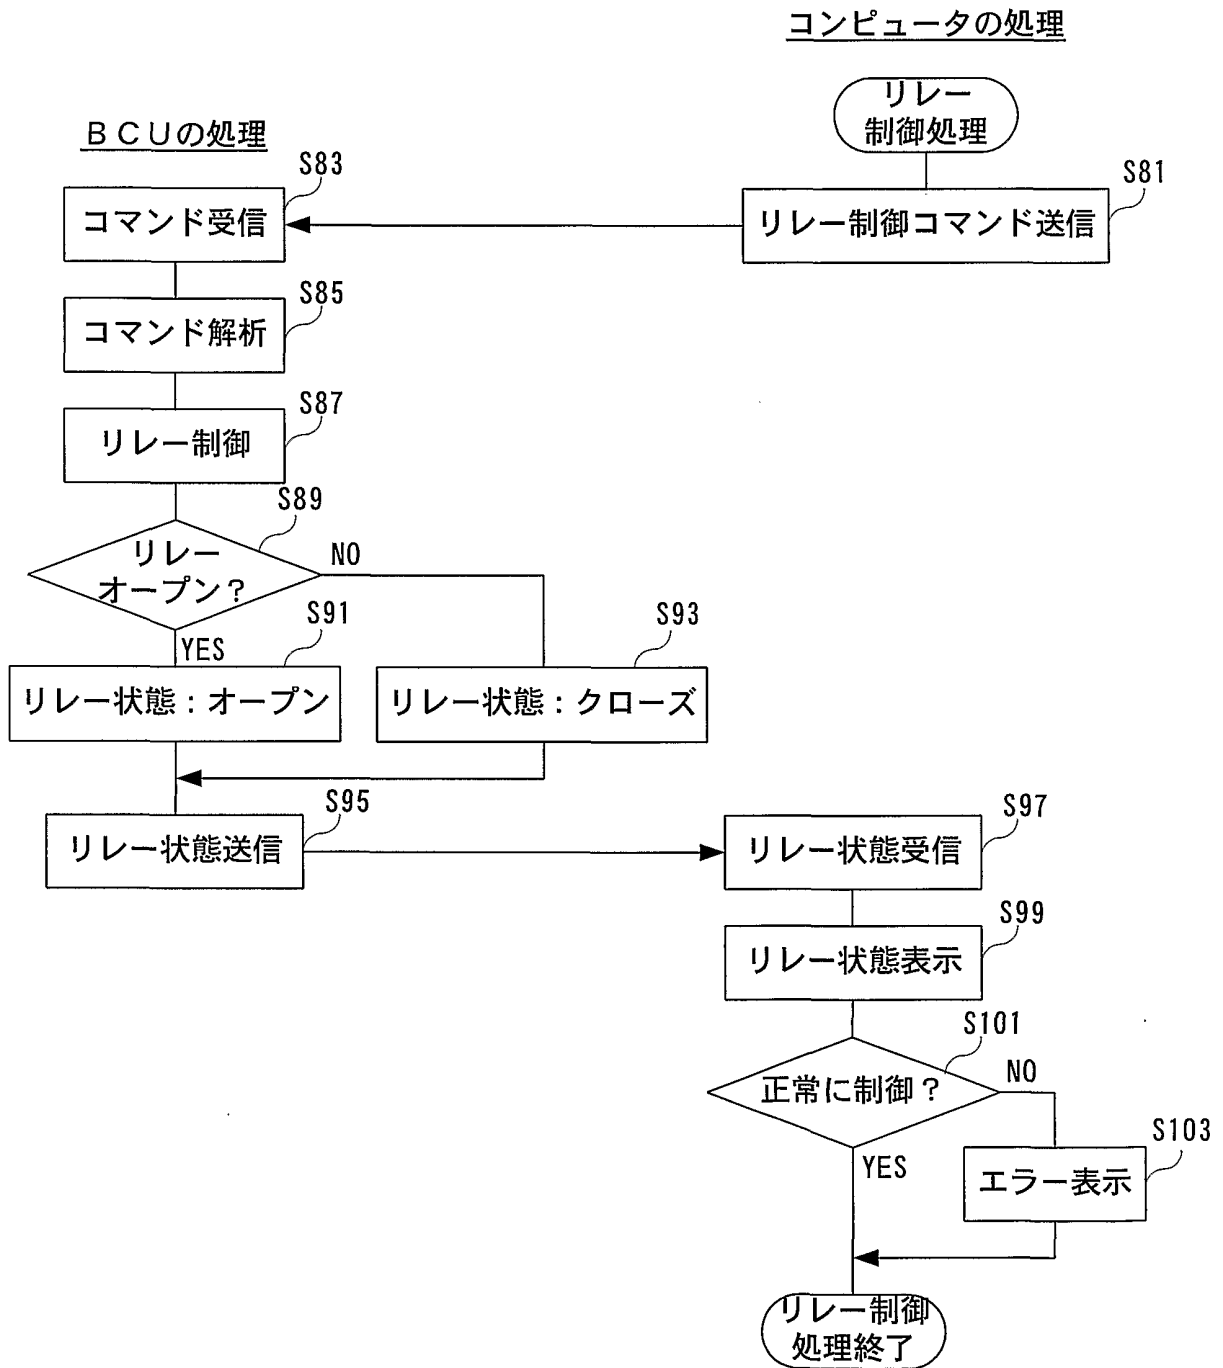 コンピュータの処理
リレー
制御処理
ＢＣＵの処理
S83
S81
コマンド受信
リレー制御コマンド送信
S85
コマンド解析
S87
リレー制御
S89
リレー
オープン？
NO
YES
S91
S93
リレー状態：オープン
リレー状態：クローズ
S95
リレー状態送信
S97
リレー状態受信
S99
リレー状態表示
S101
正常に制御？
NO
YES
S103
エラー表示
リレー制御
処理終了